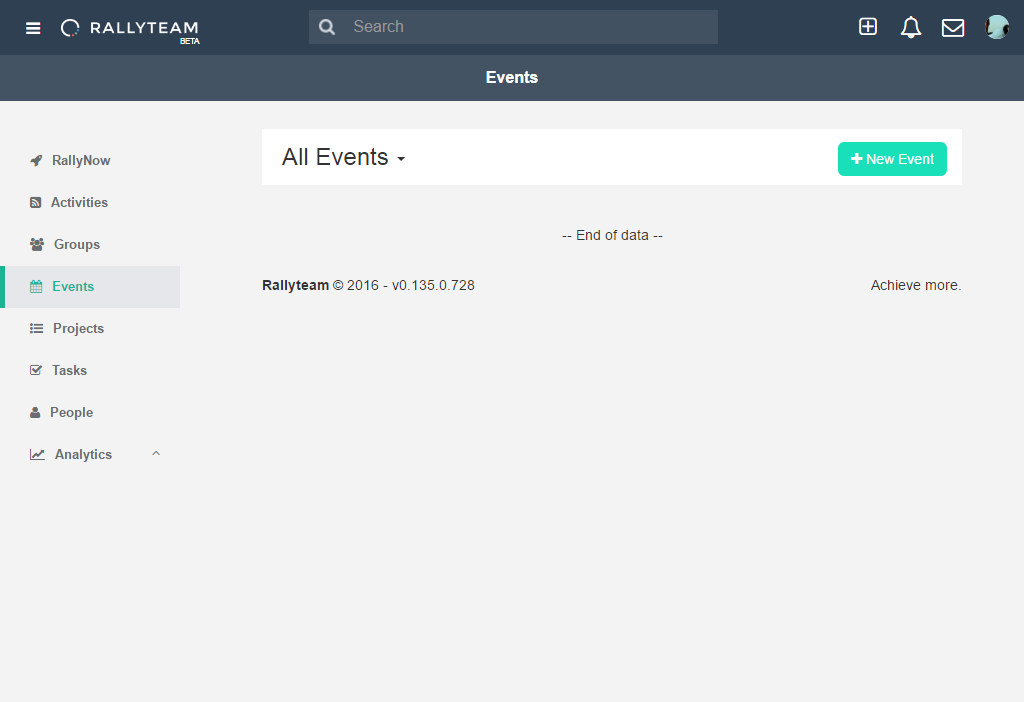 RALLYTEAM
BETA
Search
Events
RallyNow
Activities
Groups
Events
Projects
Tasks
People
Analytics
All Events
New Event
-- End of data --
Rallyteam © 2016 - v0.135.0.728
Achieve more.